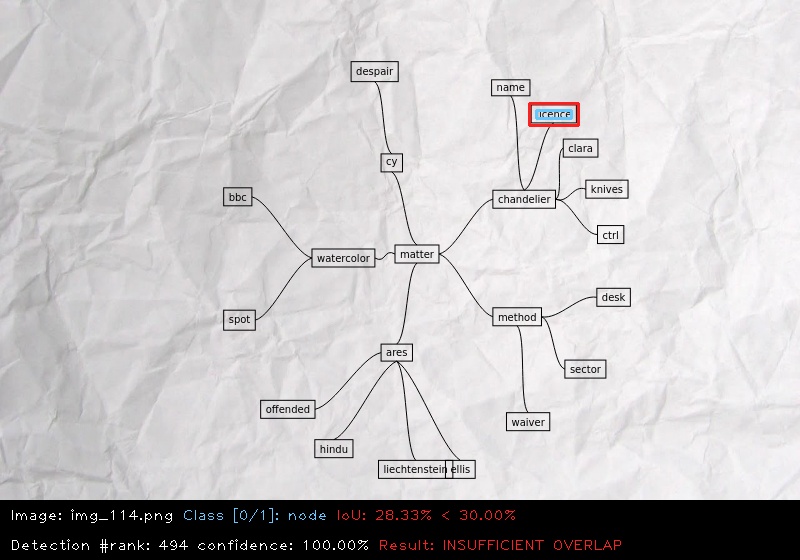 despair
name
clara
cy
knives
bbc
chandelier
ctrl
watercolor
matter
desk
spot
method
ares
sector
offended
waiver
hindu
liechtenstein
ellis
Image: img_114.png Class [0/1]: node IoU: 28.33% < 30.00%
Detection #rank: 494 confidence: 100.00% Result: INSUFFICIENT OVERLAP